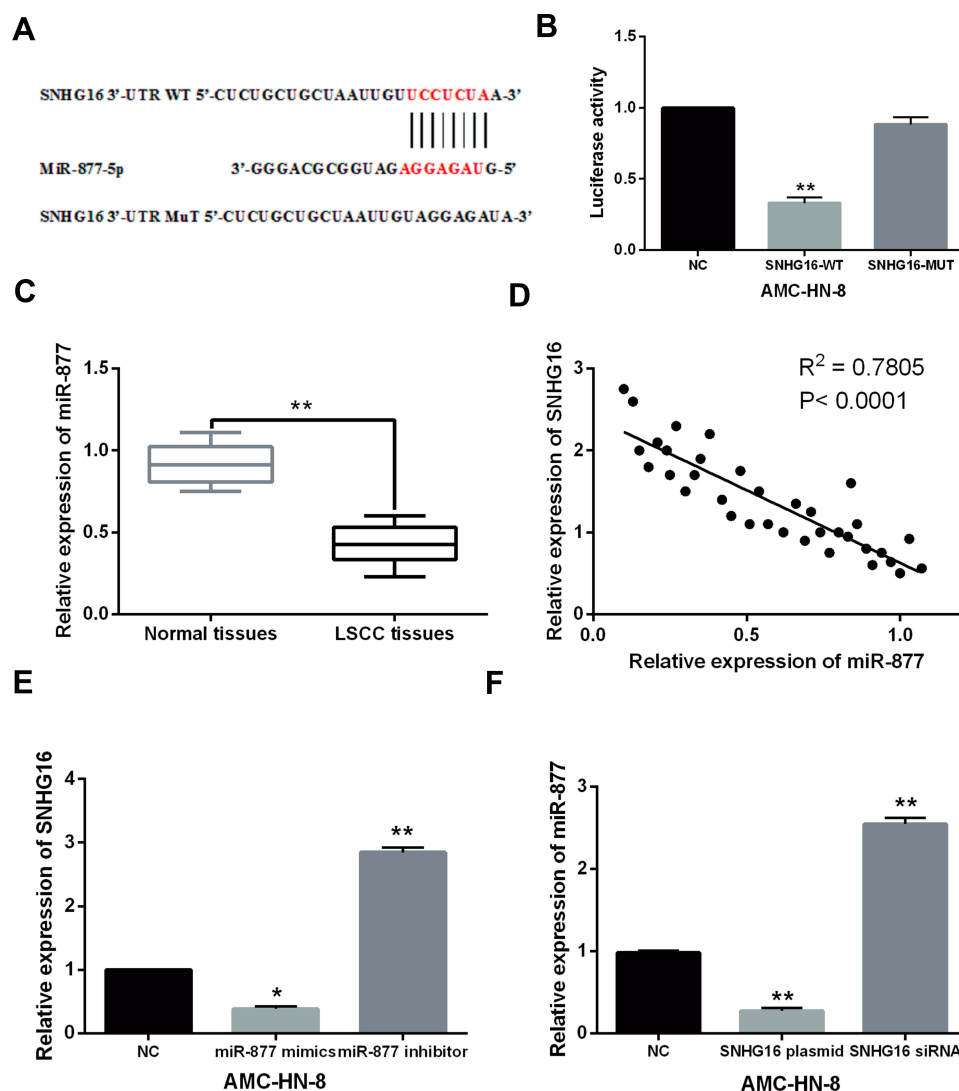 A
SNHG16 3'-UTR WT 5'-CUCUGCUGCUAAUUGUUCCUCUAA-3'
MiR-877-5p 3'-GGGACGCGGUAGAGGAGAUG-5'
SNHG16 3'-UTR MuT 5'-CUCUGCUGCUAAUUGUAGGAGAUA-3'
B
Luciferase activity
1.5
1.0
0.5
0.0
**
NC SNHG16-WT SNHG16-MUT
AMC-HN-8
C
Relative expression of miR-877
1.5
1.0
0.5
0.0
**
Normal tissues LSCC tissues
D
Relative expression of SNHG16
3
2
1
0
R² = 0.7805
P< 0.0001
0.0 0.5 1.0
Relative expression of miR-877
E
Relative expression of SNHG16
4
3
2
1
0
*
**
NC miR-877 mimics miR-877 inhibitor
AMC-HN-8
F
Relative expression of miR-877
3
2
1
0
**
**
NC SNHG16 plasmid SNHG16 siRNA
AMC-HN-8